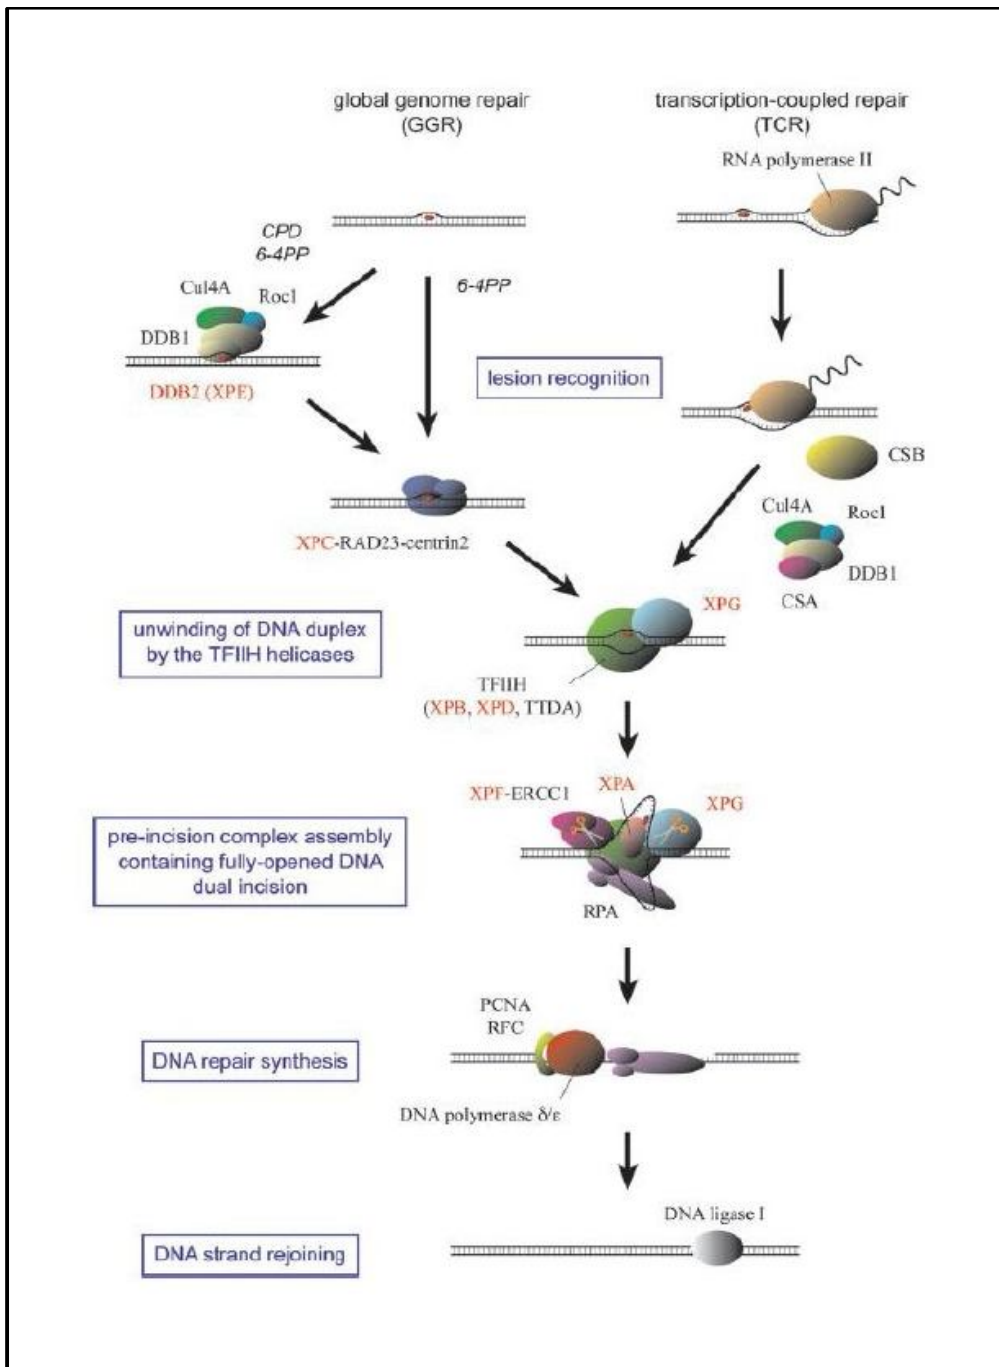 global genome repair
(GGR)
transcription-coupled repair
(TCR)
RNA polymerase II
CPD
6-4PP
6-4PP
Cul4A
Roc1
DDB1
DDB2 (XPE)
lesion recognition
CSB
Cul4A
Roc1
DDB1
CSA
XPC-RAD23-centrin2
XPG
unwinding of DNA duplex
by the TFIIH helicases
TFIIH
(XPB, XPD, TTDA)
XPF-ERCC1
XPA
XPG
pre-incision complex assembly
containing fully-opened DNA
dual incision
RPA
PCNA
RFC
DNA repair synthesis
DNA polymerase δ/ε
DNA ligase I
DNA strand rejoining